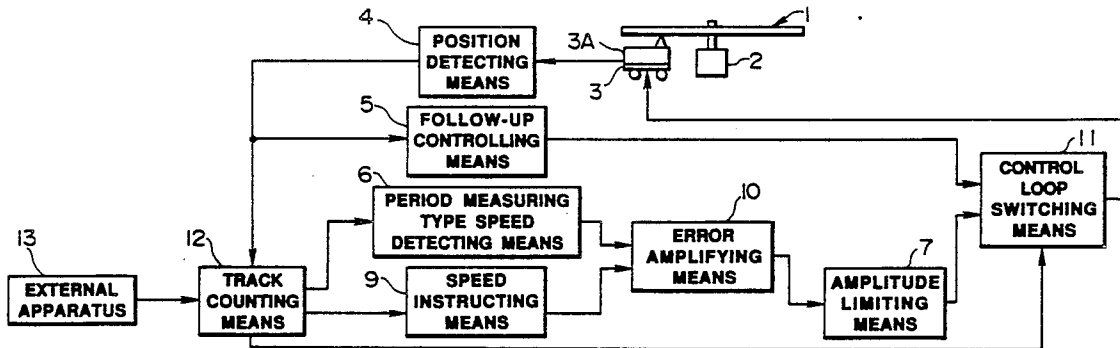 1
4
3A
POSITION
DETECTING
MEANS
2
3
5
FOLLOW-UP
CONTROLLING
MEANS
11
CONTROL
LOOP
SWITCHING
MEANS
6
PERIOD MEASURING
TYPE SPEED
DETECTING MEANS
10
ERROR
AMPLIFYING
MEANS
13
EXTERNAL
APPARATUS
12
TRACK
COUNTING
MEANS
9
SPEED
INSTRUCTING
MEANS
7
AMPLITUDE
LIMITING
MEANS